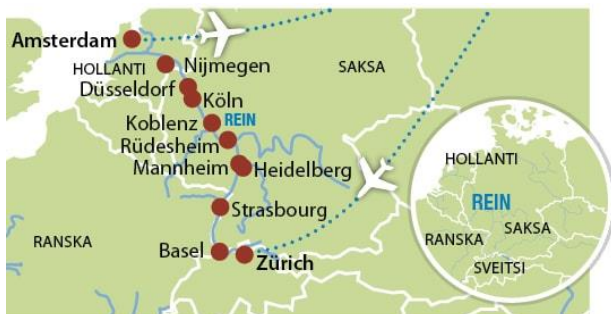 Amsterdam
HOLLANTI
Nijmegen
SAKSA
Düsseldorf
Köln
Koblenz
REIN
Rüdesheim
Mannheim
Heidelberg
Strasbourg
RANSKA
Basel
Zürich
HOLLANTI
REIN
SAKSA
RANSKA
SVEITSI